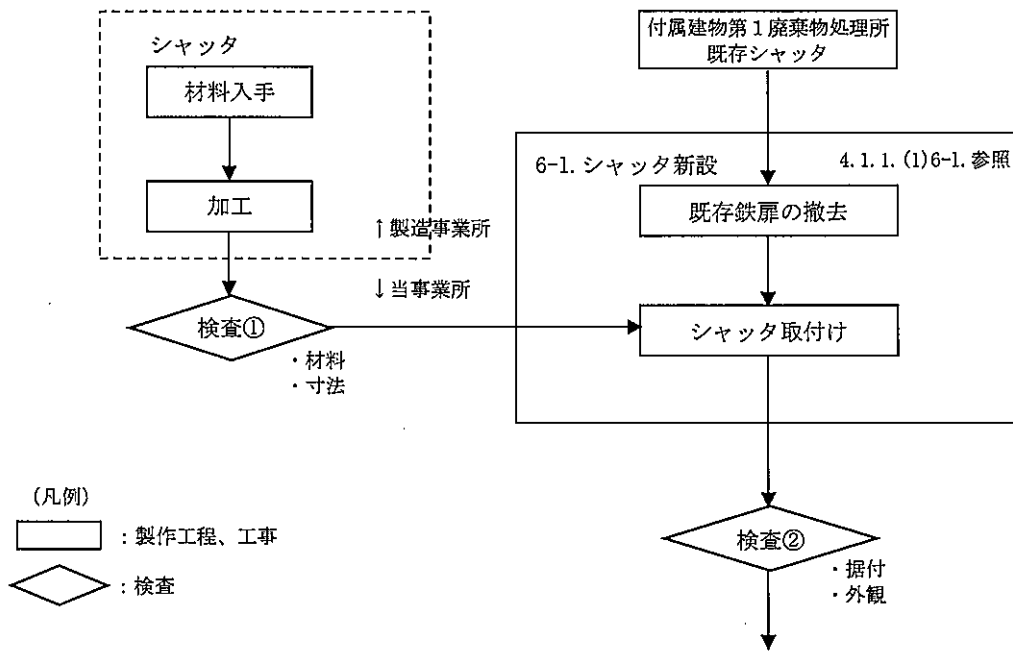 シャッタ
材料入手
加工
↑製造事業所
↓当事業所
検査①
・材料
・寸法
付属建物第1廃棄物処理所
既存シャッタ
6-1.シャッタ新設
4.1.1.(1)6-1.参照
既存鉄扉の撤去
シャッタ取付け
検査②
・据付
・外観
(凡例)
：製作工程、工事
：検査